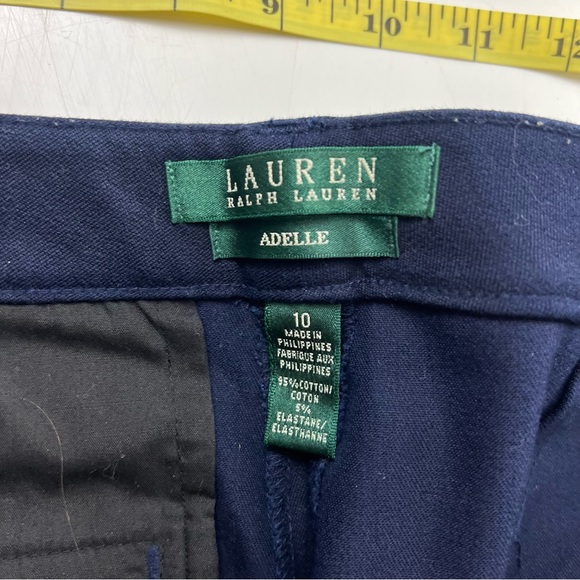 9 10 11 12
LAUREN
RALPH LAUREN
ADELLE
10
MADE IN
PHILIPPINES
FABRIQUE AUX
PHILIPPINES
95% COTTON/
COTON
5%
ELASTANE/
ELASTHANNE